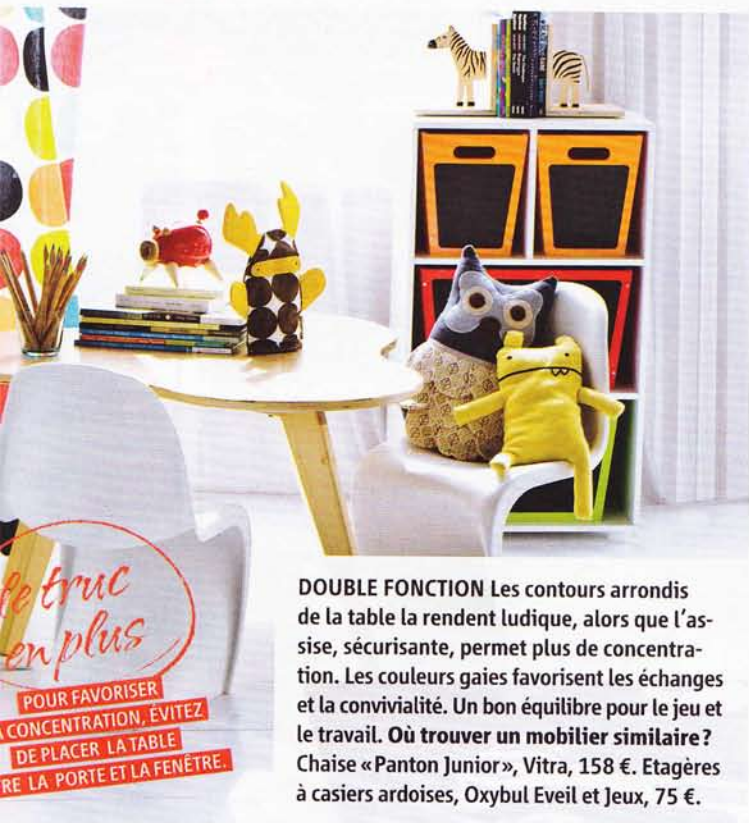 le truc
en plus
POUR FAVORISER
CONCENTRATION, ÉVITEZ
DE PLACER LA TABLE
LA PORTE ET LA FENÊTRE.
DOUBLE FONCTION Les contours arrondis
de la table la rendent ludique, alors que l'as-
sise, sécurisante, permet plus de concentra-
tion. Les couleurs gaies favorisent les échanges
et la convivialité. Un bon équilibre pour le jeu et
le travail. Où trouver un mobilier similaire?
Chaise «Panton Junior», Vitra, 158 €. Etagères
à casiers ardoises, Oxybul Eveil et Jeux, 75 €.